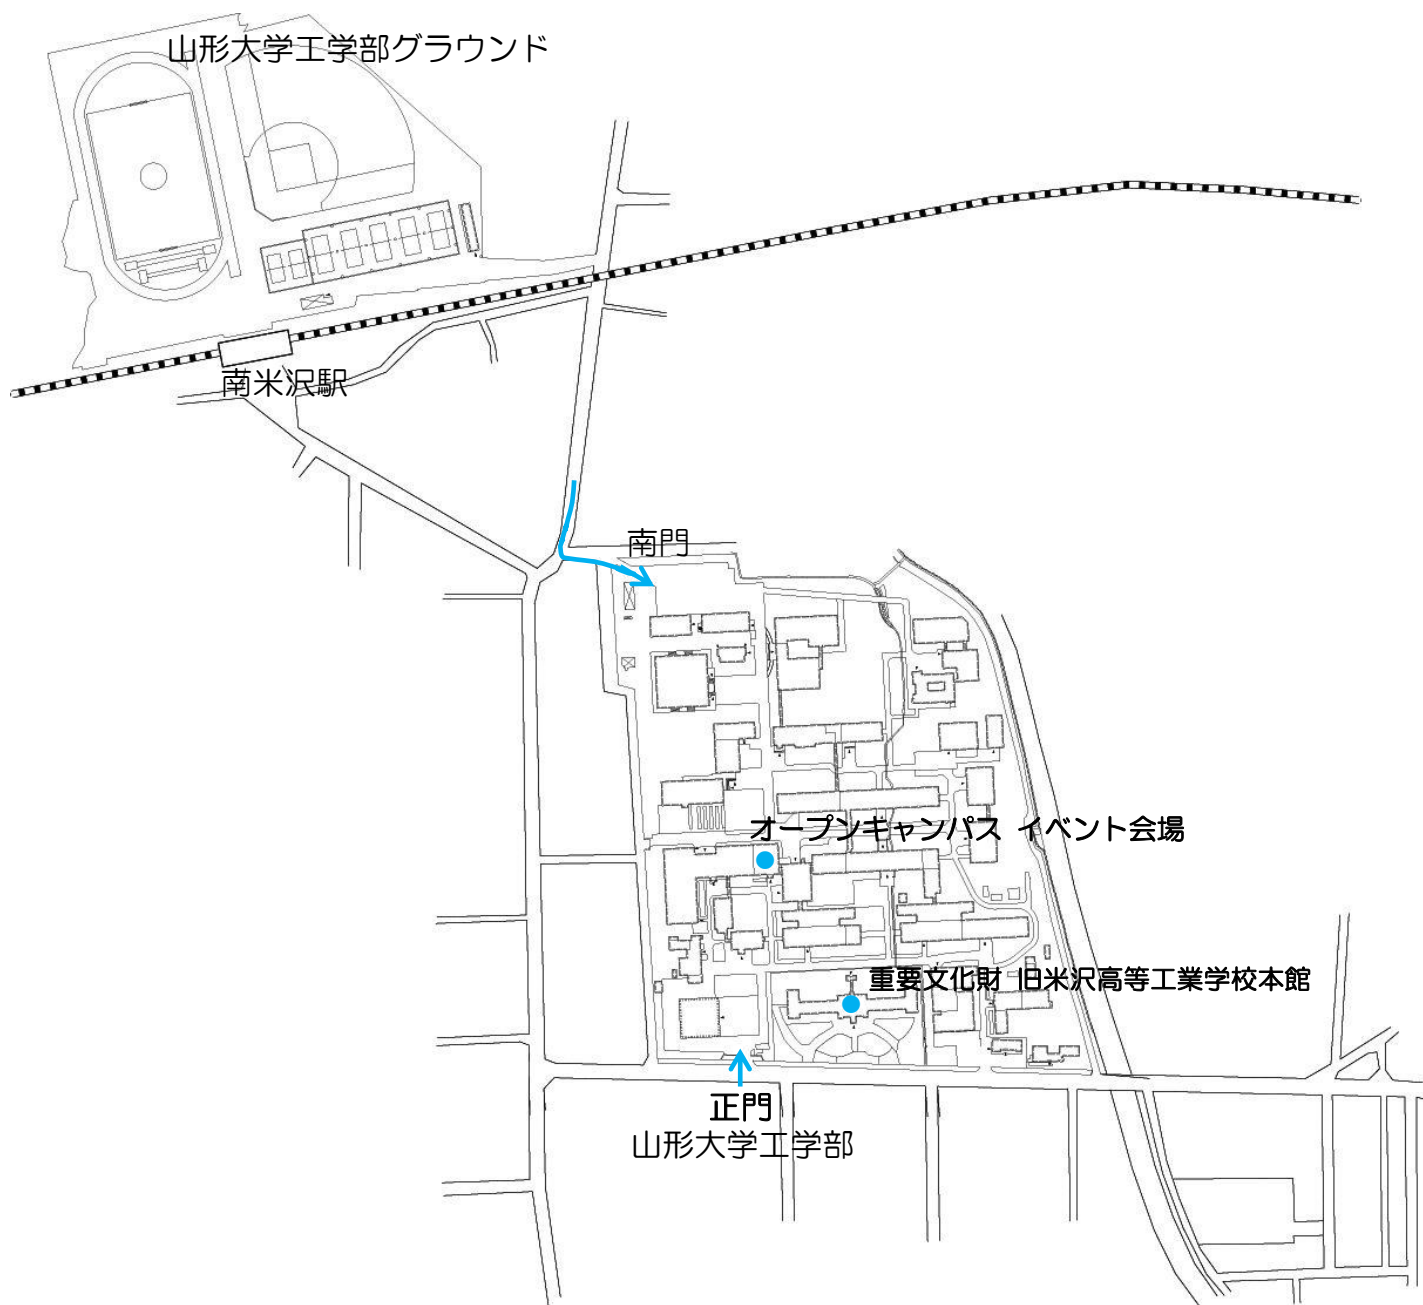 山形大学工学部グラウンド
南米沢駅
南門
オープンキャンパス イベント会場
重要文化財 旧米沢高等工業学校本館
正門
山形大学工学部